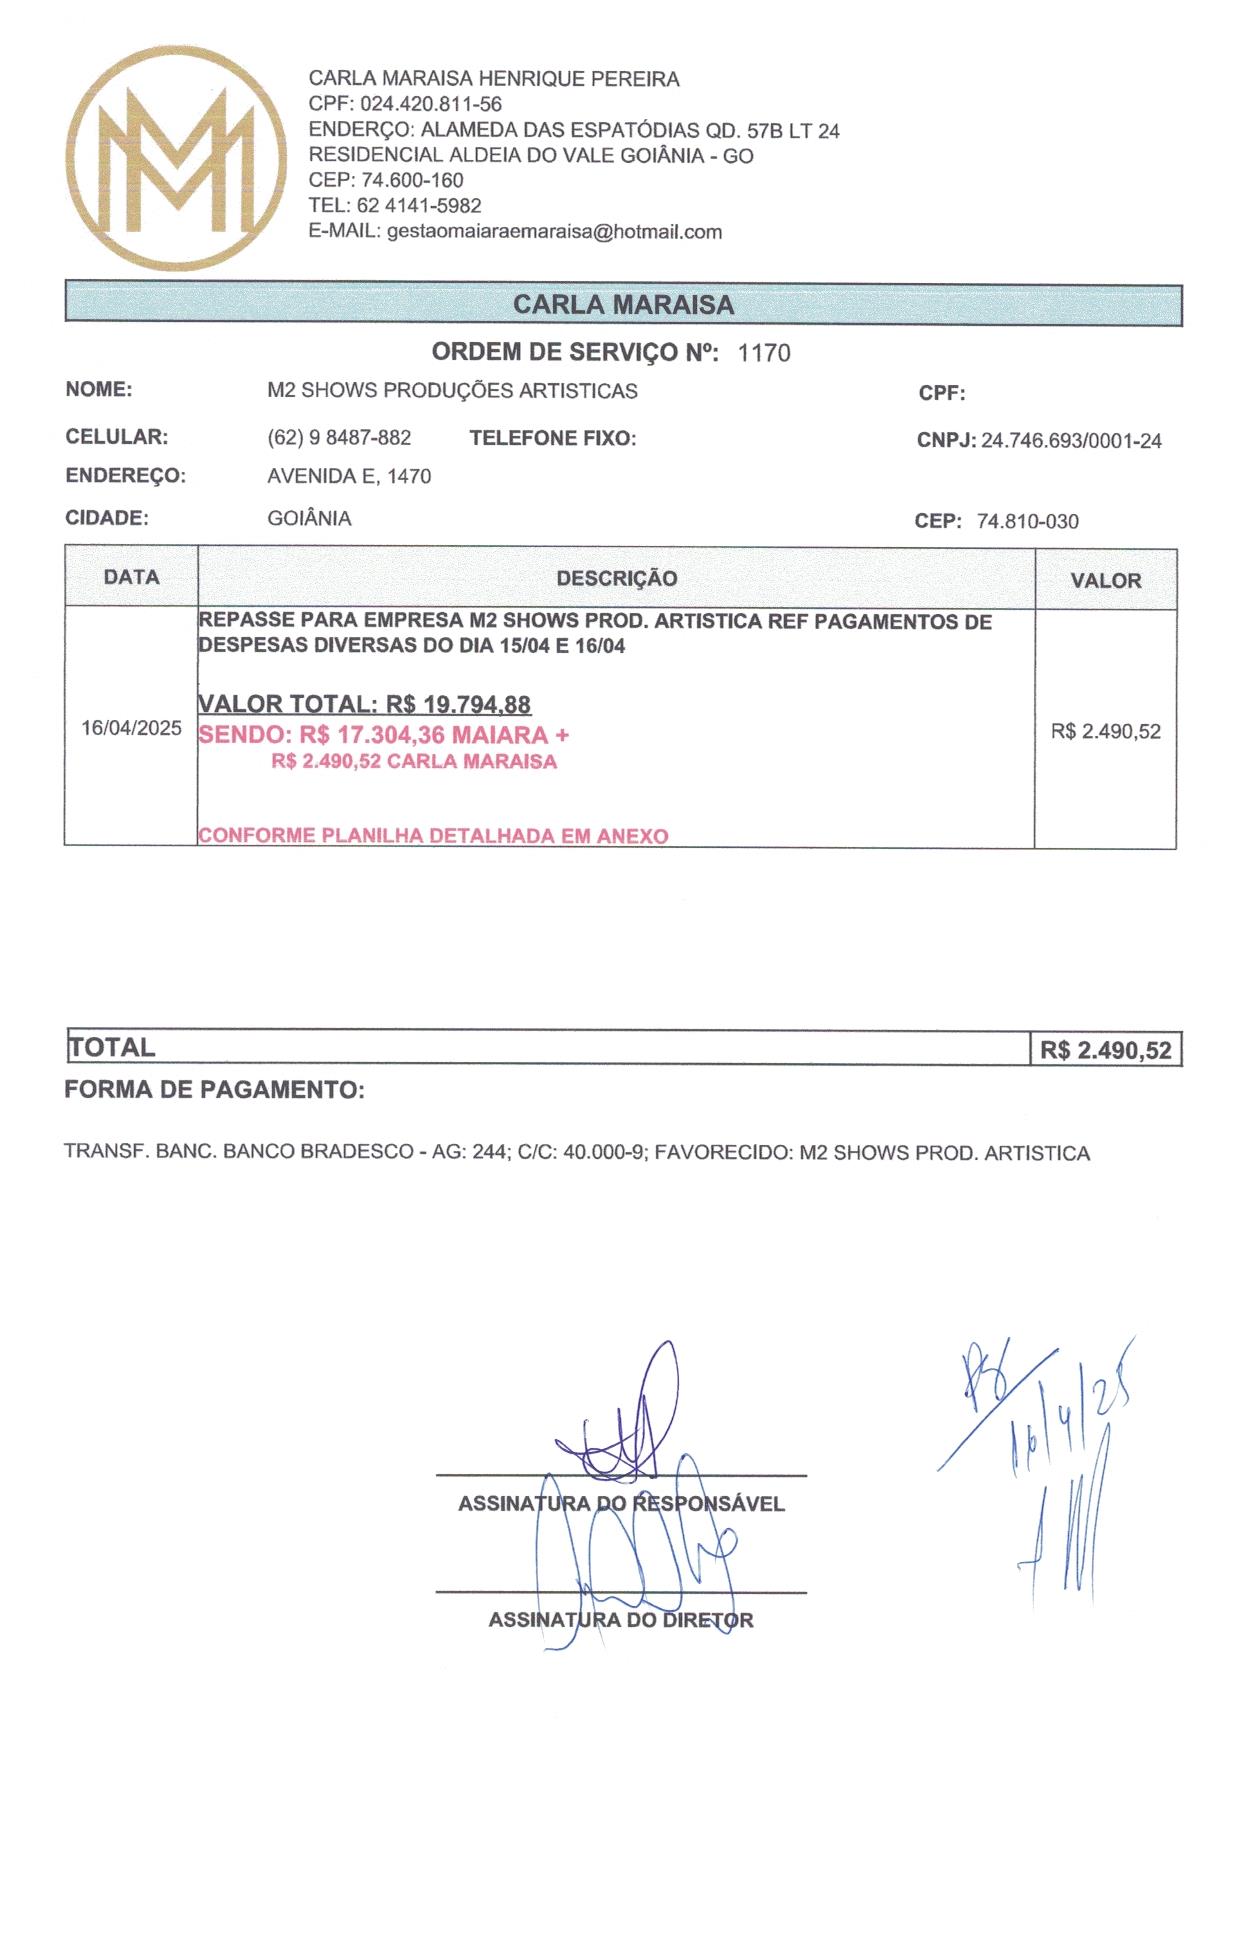 CARLA MARAISA HENRIQUE PEREIRA
CPF: 024.420.811-56
ENDERÇO: ALAMEDA DAS ESPATÓDIAS QD. 57B LT 24
RESIDENCIAL ALDEIA DO VALE GOIÂNIA - GO
CEP: 74.600-160
TEL: 62 4141-5982
E-MAIL: gestaomaiaraemaraisa@hotmail.com
CARLA MARAISA
ORDEM DE SERVIÇO Nº: 1170
NOME: M2 SHOWS PRODUÇÕES ARTISTICAS CPF:
CELULAR: (62) 9 8487-882 TELEFONE FIXO: CNPJ: 24.746.693/0001-24
ENDEREÇO: AVENIDA E, 1470
CIDADE: GOIÂNIA CEP: 74.810-030
DATA DESCRIÇÃO VALOR
REPASSE PARA EMPRESA M2 SHOWS PROD. ARTISTICA REF PAGAMENTOS DE
DESPESAS DIVERSAS DO DIA 15/04 E 16/04
VALOR TOTAL: R$ 19.794,88
16/04/2025 SENDO: R$ 17.304,36 MAIARA + R$ 2.490,52
R$ 2.490,52 CARLA MARAISA
CONFORME PLANILHA DETALHADA EM ANEXO
TOTAL R$ 2.490,52
FORMA DE PAGAMENTO:
TRANSF. BANC. BANCO BRADESCO - AG: 244; C/C: 40.000-9; FAVORECIDO: M2 SHOWS PROD. ARTISTICA
16/4/25
ASSINATURA DO RESPONSÁVEL
ASSINATURA DO DIRETOR